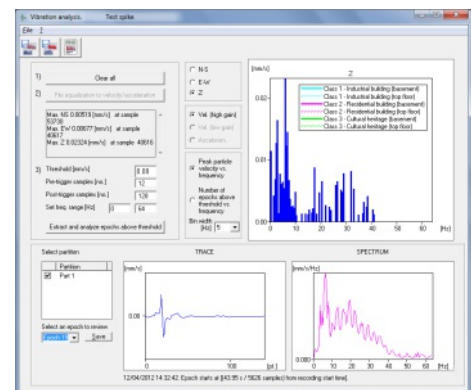 Vibration analysis. Test spike
File ?
1) Clear all
2) File equalization to velocity/acceleration
Max. NS 0.00519 [mm/s] at sample
53738
Max. EW 0.00677 [mm/s] at sample
40617
Max. Z 0.02324 [mm/s] at sample 40616
3) Threshold [mm/s] 0.08
Pre-trigger samples [no.] 12
Post-trigger samples [no.] 128
Set freq. range [Hz] 0 64
Extract and analyze epochs above threshold
N-S
E-W
Z
Vel. (high gain)
Vel. (low gain)
Accelerom.
Peak particle
velocity vs.
frequency.
Number of
epochs above
threshold vs.
frequency.
Bin width
[Hz] 5
[mm/s] Z
Class 1 - Industrial building (basement)
Class 1 - Industrial building (top floor)
Class 2 - Residential building (basement)
Class 2 - Residential building (top floor)
Class 3 - Cultural heritage (basement)
Class 3 - Cultural heritage (top floor)
0.02
0.01
0.00
0 10 20 30 40 50 60 [Hz]
Select partition
Partition
Part 1
Select an epoch to review
Save
TRACE
[mm/s]
0.00
0 100 [pt.]
SPECTRUM
[mm/s/Hz]
0 10 20 30 40 50 60 [Hz]
12/04/2012 14:32:42. Epoch starts at [(43.95 s / 5626 samples) from recording start time].